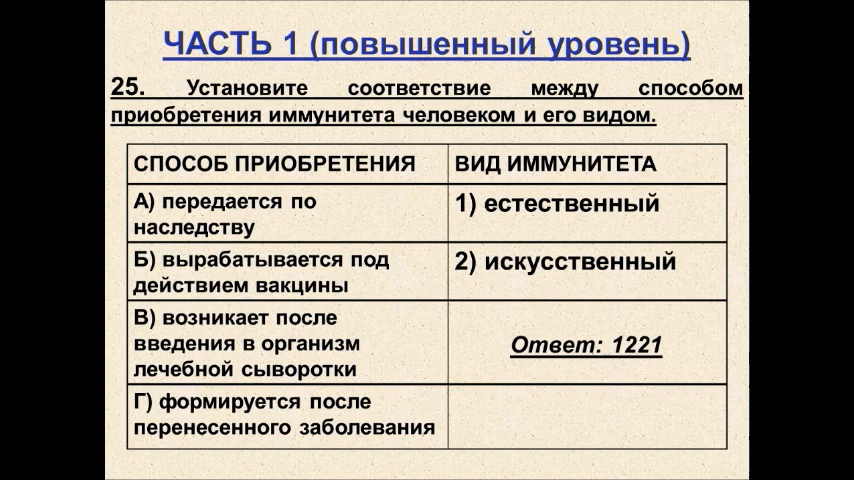 ЧАСТЬ 1 (повышенный уровень)
25. Установите соответствие между способом
приобретения иммунитета человеком и его видом.
СПОСОБ ПРИОБРЕТЕНИЯ
ВИД ИММУНИТЕТА
А) передается по
наследству
1) естественный
Б) вырабатывается под
действием вакцины
2) искусственный
В) возникает после
введения в организм
лечебной сыворотки
Ответ: 1221
Г) формируется после
перенесенного заболевания